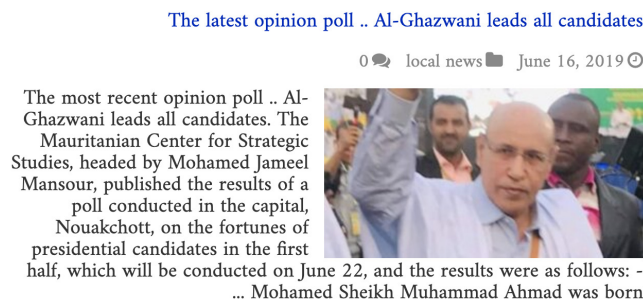 The latest opinion poll .. Al-Ghazwani leads all candidates
0 local news June 16, 2019
The most recent opinion poll .. Al-
Ghazwani leads all candidates. The
Mauritanian Center for Strategic
Studies, headed by Mohamed Jameel
Mansour, published the results of a
poll conducted in the capital,
Nouakchott, on the fortunes of
presidential candidates in the first
half, which will be conducted on June 22, and the results were as follows: -
... Mohamed Sheikh Muhammad Ahmad was born